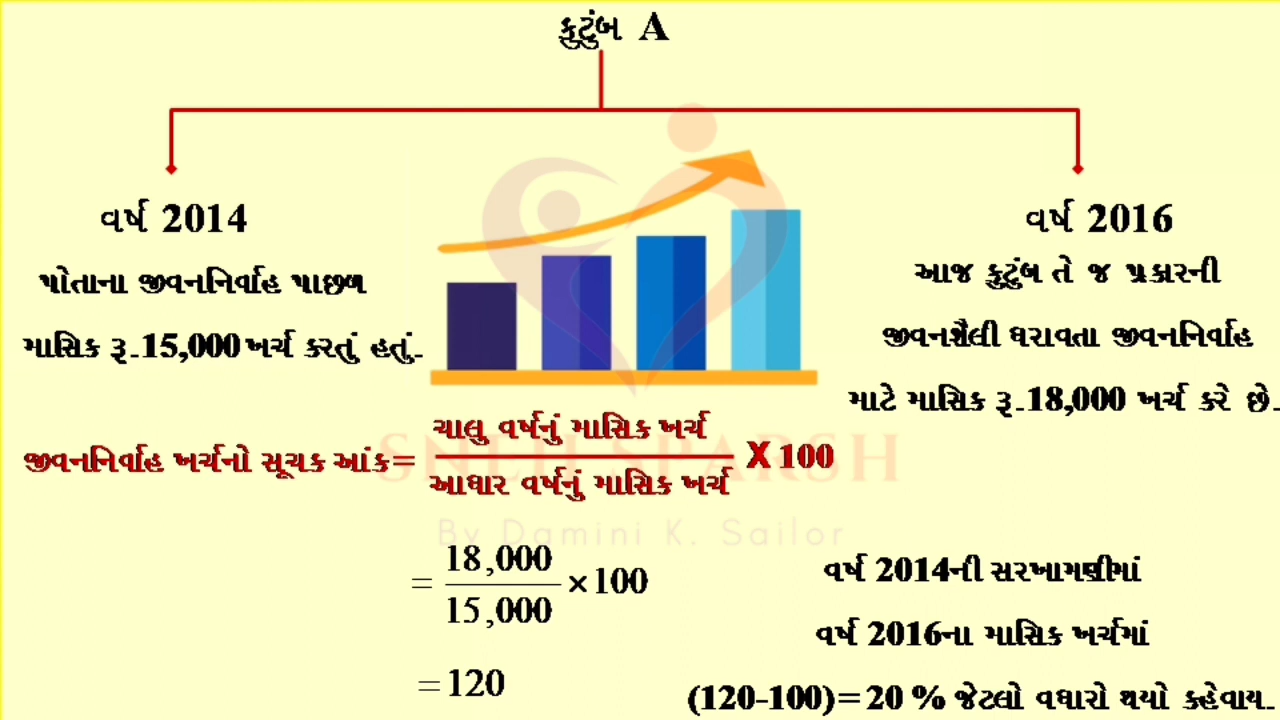 કુટુંબ A
વર્ષ 2014
પોતાના જીવનનિર્વાહ પાછળ
માસિક રૂ.15,000 ખર્ચ કરતું હતું.
વર્ષ 2016
આજ કુટુંબ તે જ પ્રકારની
જીવનશૈલી ધરાવતા જીવનનિર્વાહ
માટે માસિક રૂ.18,000 ખર્ચ કરે છે.
ચાલુ વર્ષનું માસિક ખર્ચ
જીવનનિર્વાહ ખર્ચનો સૂચક આંક= X 100
આધાર વર્ષનું માસિક ખર્ચ
SNEH SPARSH
By Damini K. Sailor
18,000
= ×100
15,000
=120
વર્ષ 2014ની સરખામણીમાં
વર્ષ 2016ના માસિક ખર્ચમાં
(120-100)=20 % જેટલો વધારો થયો કહેવાય.